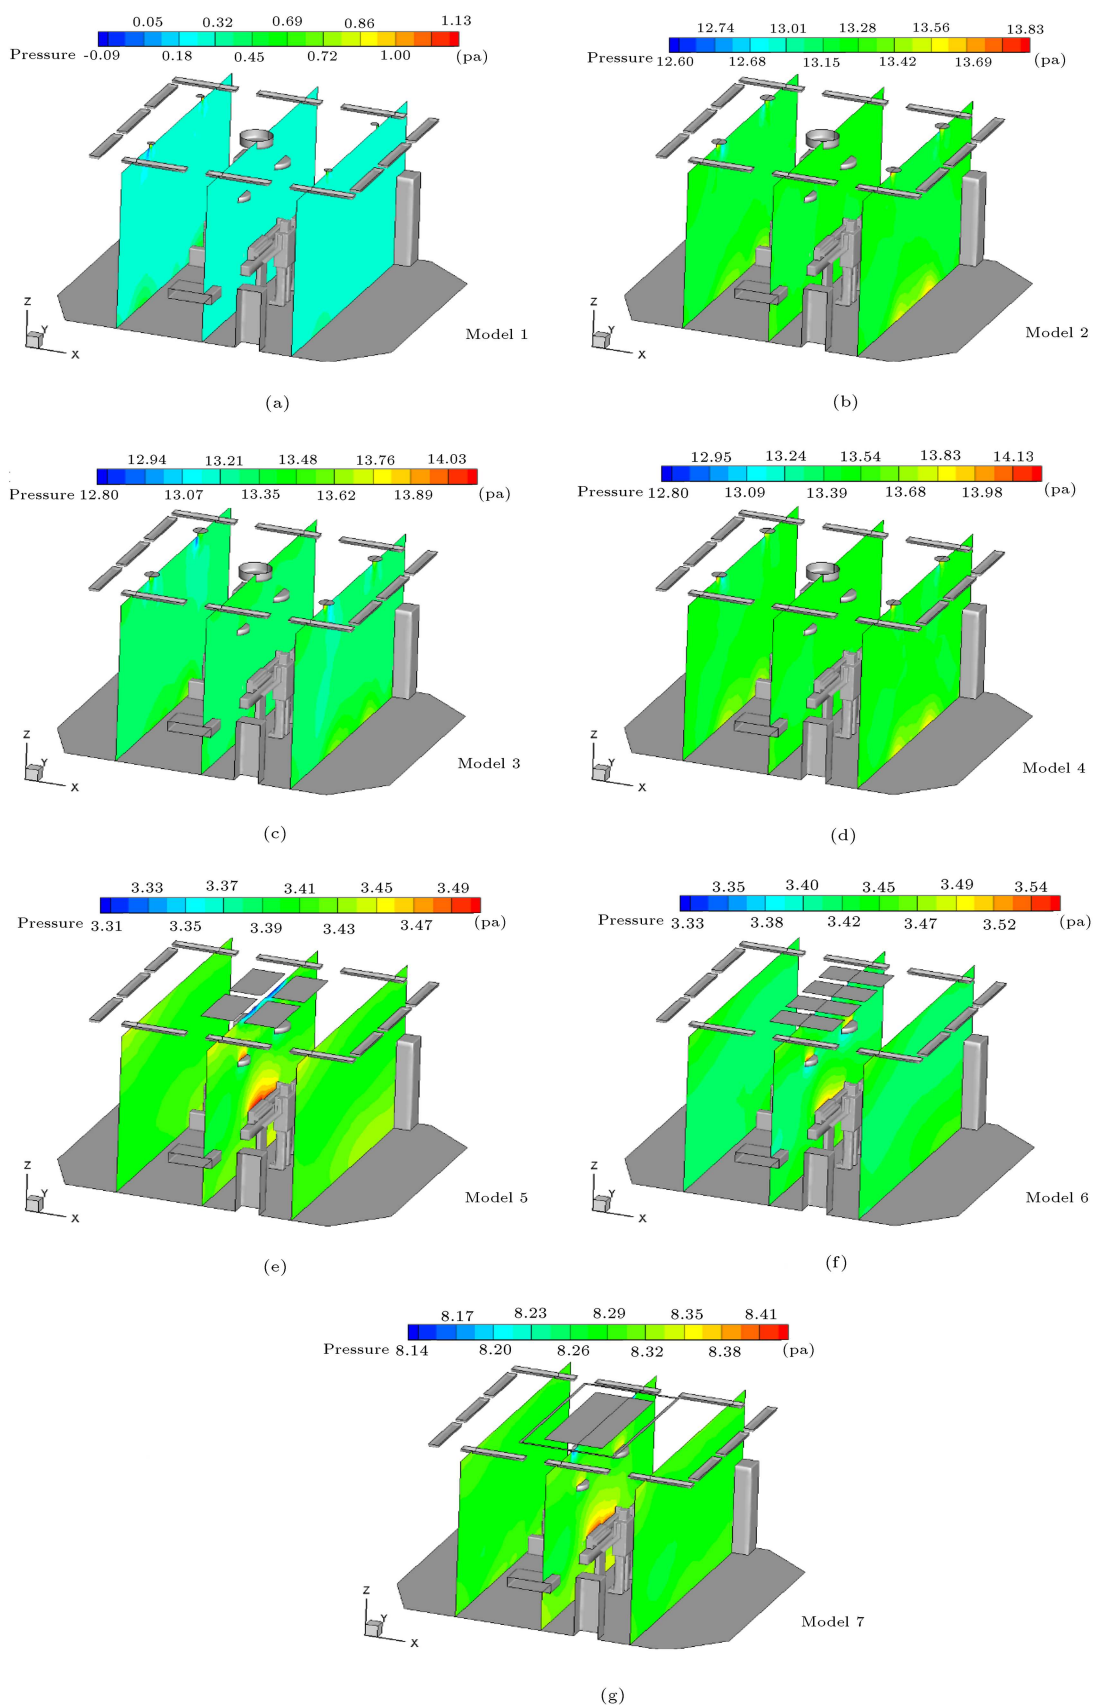 0.05 0.32 0.69 0.86 1.13
Pressure -0.09 0.18 0.45 0.72 1.00 (pa)
Z
Y
X
Model 1
(a)
12.74 13.01 13.28 13.56 13.83
Pressure 12.60 12.68 13.15 13.42 13.69 (pa)
Z
Y
X
Model 2
(b)
12.94 13.21 13.48 13.76 14.03
Pressure 12.80 13.07 13.35 13.62 13.89 (pa)
Z
Y
X
Model 3
(c)
12.95 13.24 13.54 13.83 14.13
Pressure 12.80 13.09 13.39 13.68 13.98 (pa)
Z
Y
X
Model 4
(d)
3.33 3.37 3.41 3.45 3.49
Pressure 3.31 3.35 3.39 3.43 3.47 (pa)
Z
Y
X
Model 5
(e)
3.35 3.40 3.45 3.49 3.54
Pressure 3.33 3.38 3.42 3.47 3.52 (pa)
Z
Y
X
Model 6
(f)
8.17 8.23 8.29 8.35 8.41
Pressure 8.14 8.20 8.26 8.32 8.38 (pa)
Z
Y
X
Model 7
(g)